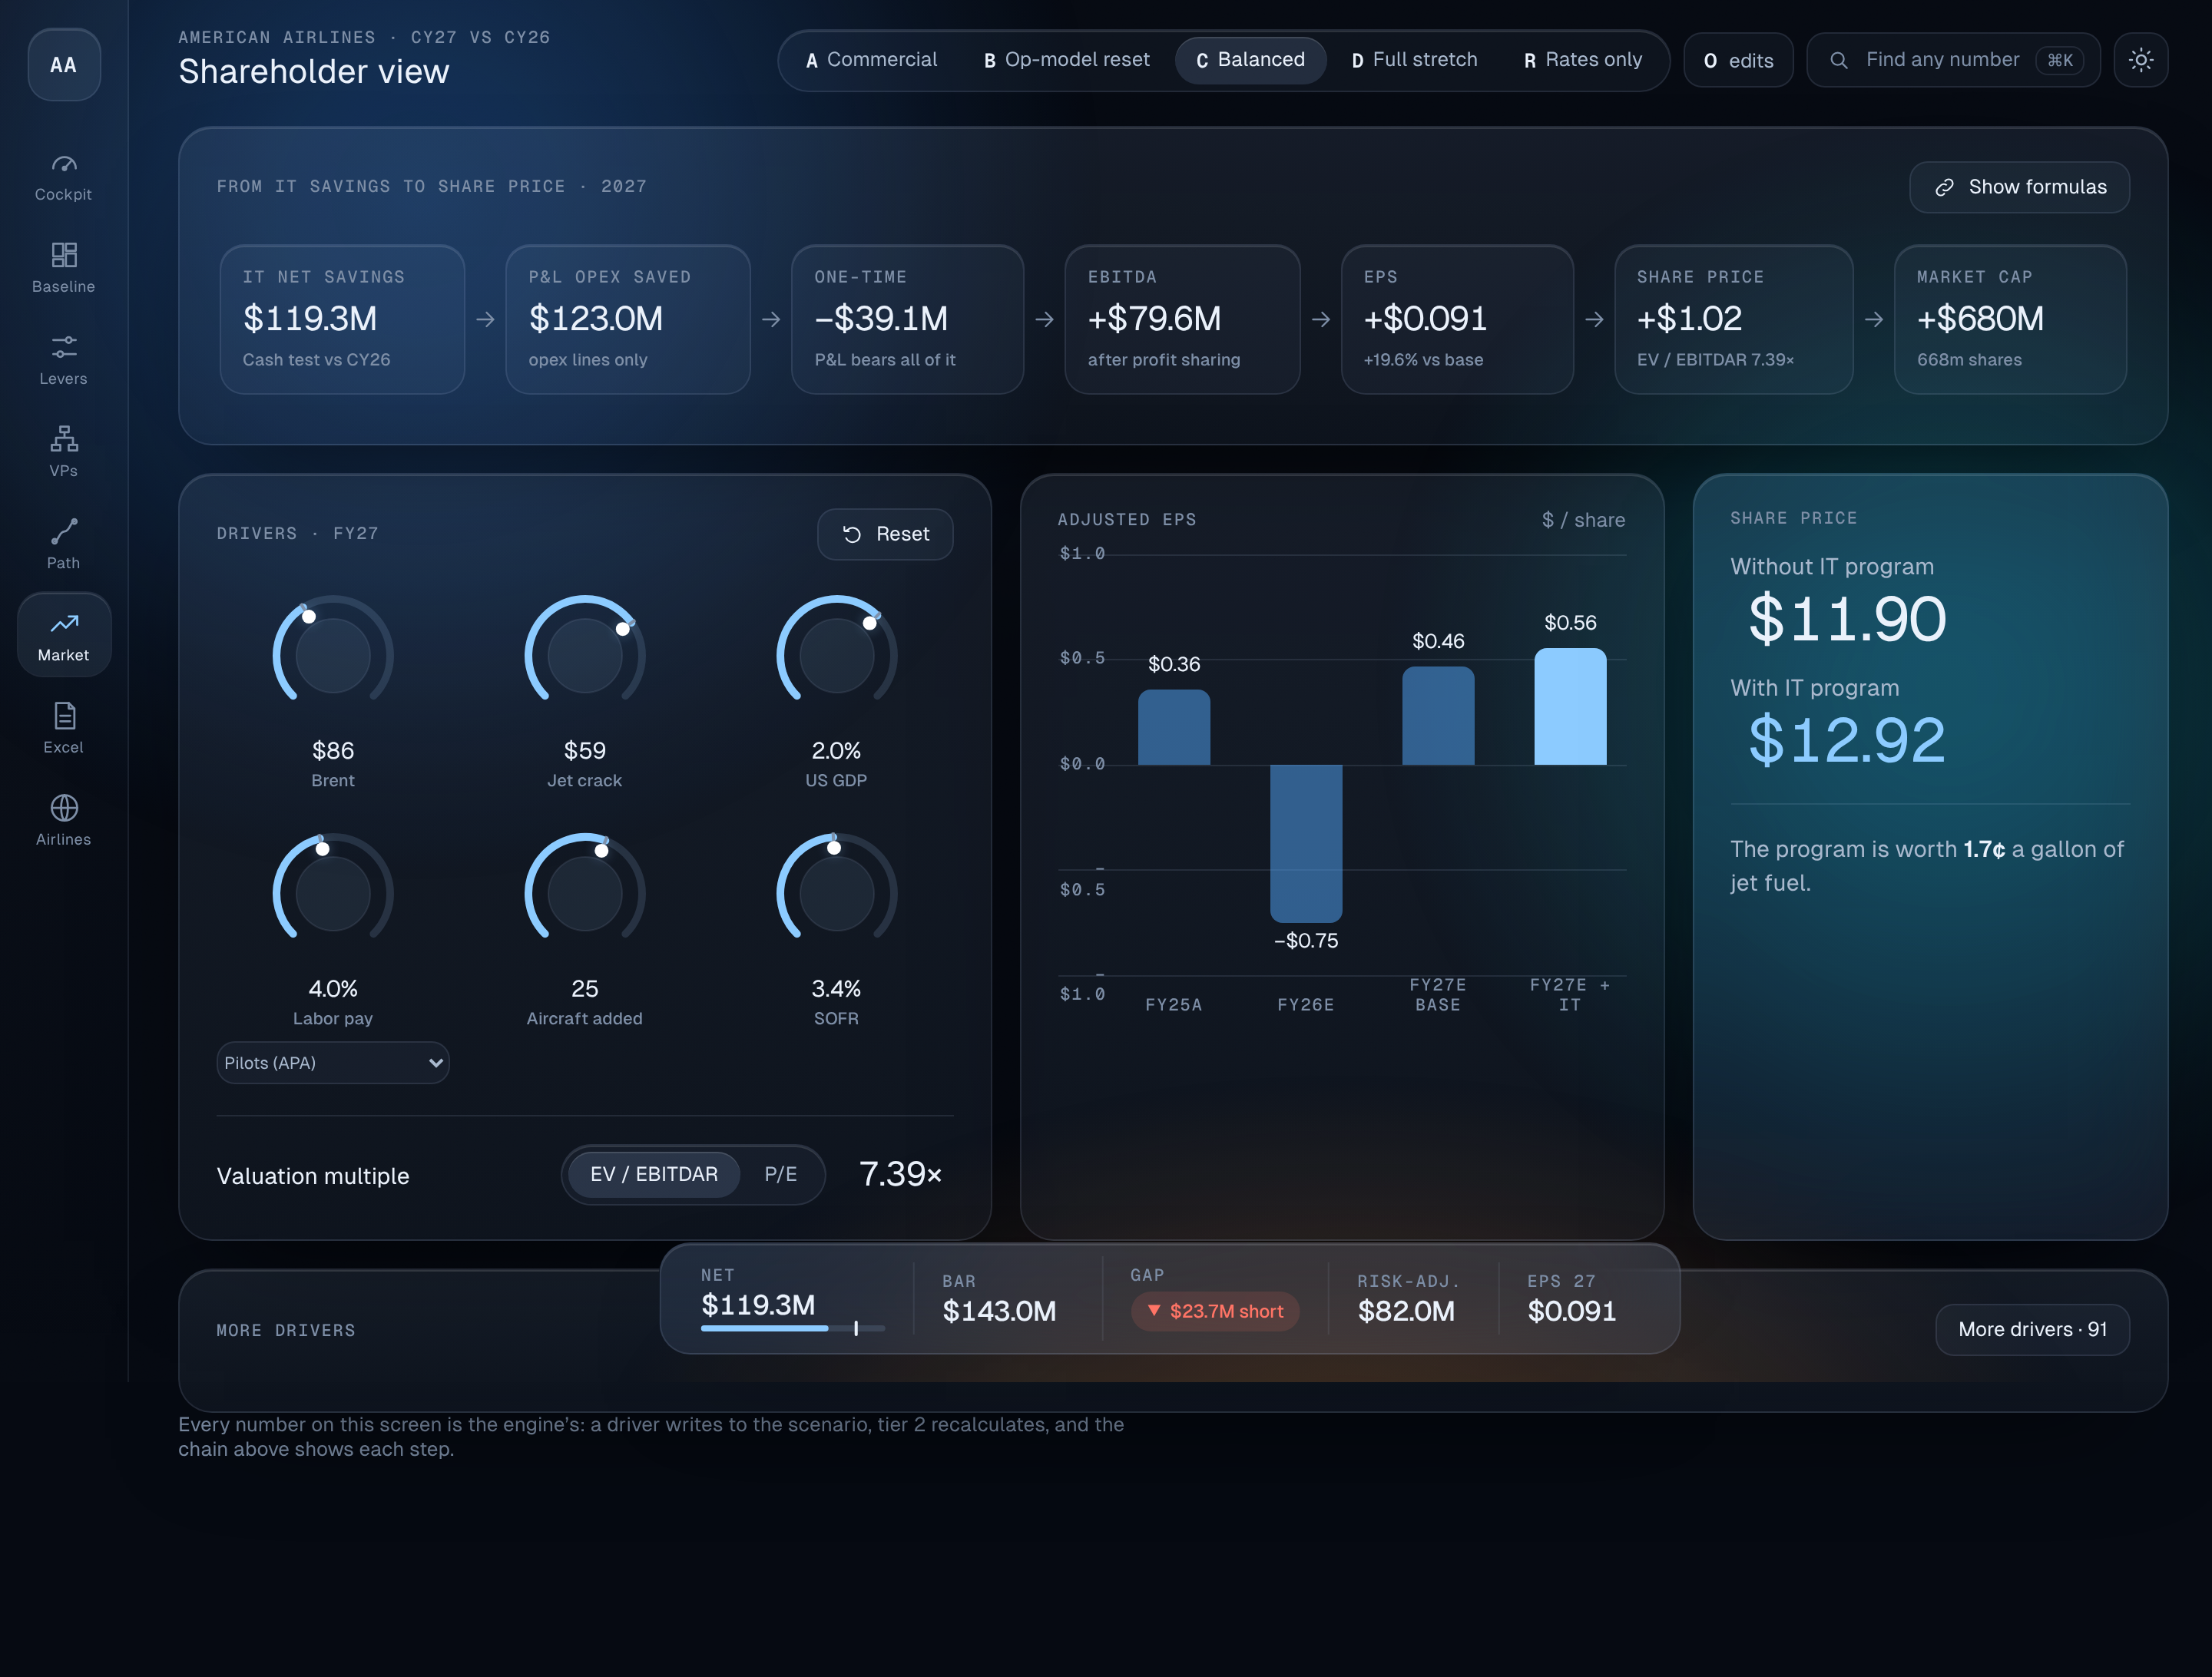 AA
AMERICAN AIRLINES · CY27 VS CY26
Shareholder view
A Commercial
B Op-model reset
C Balanced
D Full stretch
R Rates only
0 edits
Find any number ⌘K
Cockpit
Baseline
Levers
VPs
Path
Market
Excel
Airlines
FROM IT SAVINGS TO SHARE PRICE · 2027
Show formulas
IT NET SAVINGS
$119.3M
Cash test vs CY26
P&L OPEX SAVED
$123.0M
opex lines only
ONE-TIME
−$39.1M
P&L bears all of it
EBITDA
+$79.6M
after profit sharing
EPS
+$0.091
+19.6% vs base
SHARE PRICE
+$1.02
EV / EBITDAR 7.39×
MARKET CAP
+$680M
668m shares
DRIVERS · FY27
Reset
$86
Brent
$59
Jet crack
2.0%
US GDP
4.0%
Labor pay
25
Aircraft added
3.4%
SOFR
Pilots (APA)
Valuation multiple
EV / EBITDAR
P/E
7.39×
ADJUSTED EPS
$ / share
$1.0
$0.5
$0.0
−
$0.5
−
$1.0
$0.36
−$0.75
$0.46
$0.56
FY25A
FY26E
FY27E
BASE
FY27E +
IT
SHARE PRICE
Without IT program
$11.90
With IT program
$12.92
The program is worth 1.7¢ a gallon of
jet fuel.
MORE DRIVERS
More drivers · 91
NET
$119.3M
BAR
$143.0M
GAP
▼ $23.7M short
RISK-ADJ.
$82.0M
EPS 27
$0.091
Every number on this screen is the engine’s: a driver writes to the scenario, tier 2 recalculates, and the
chain above shows each step.